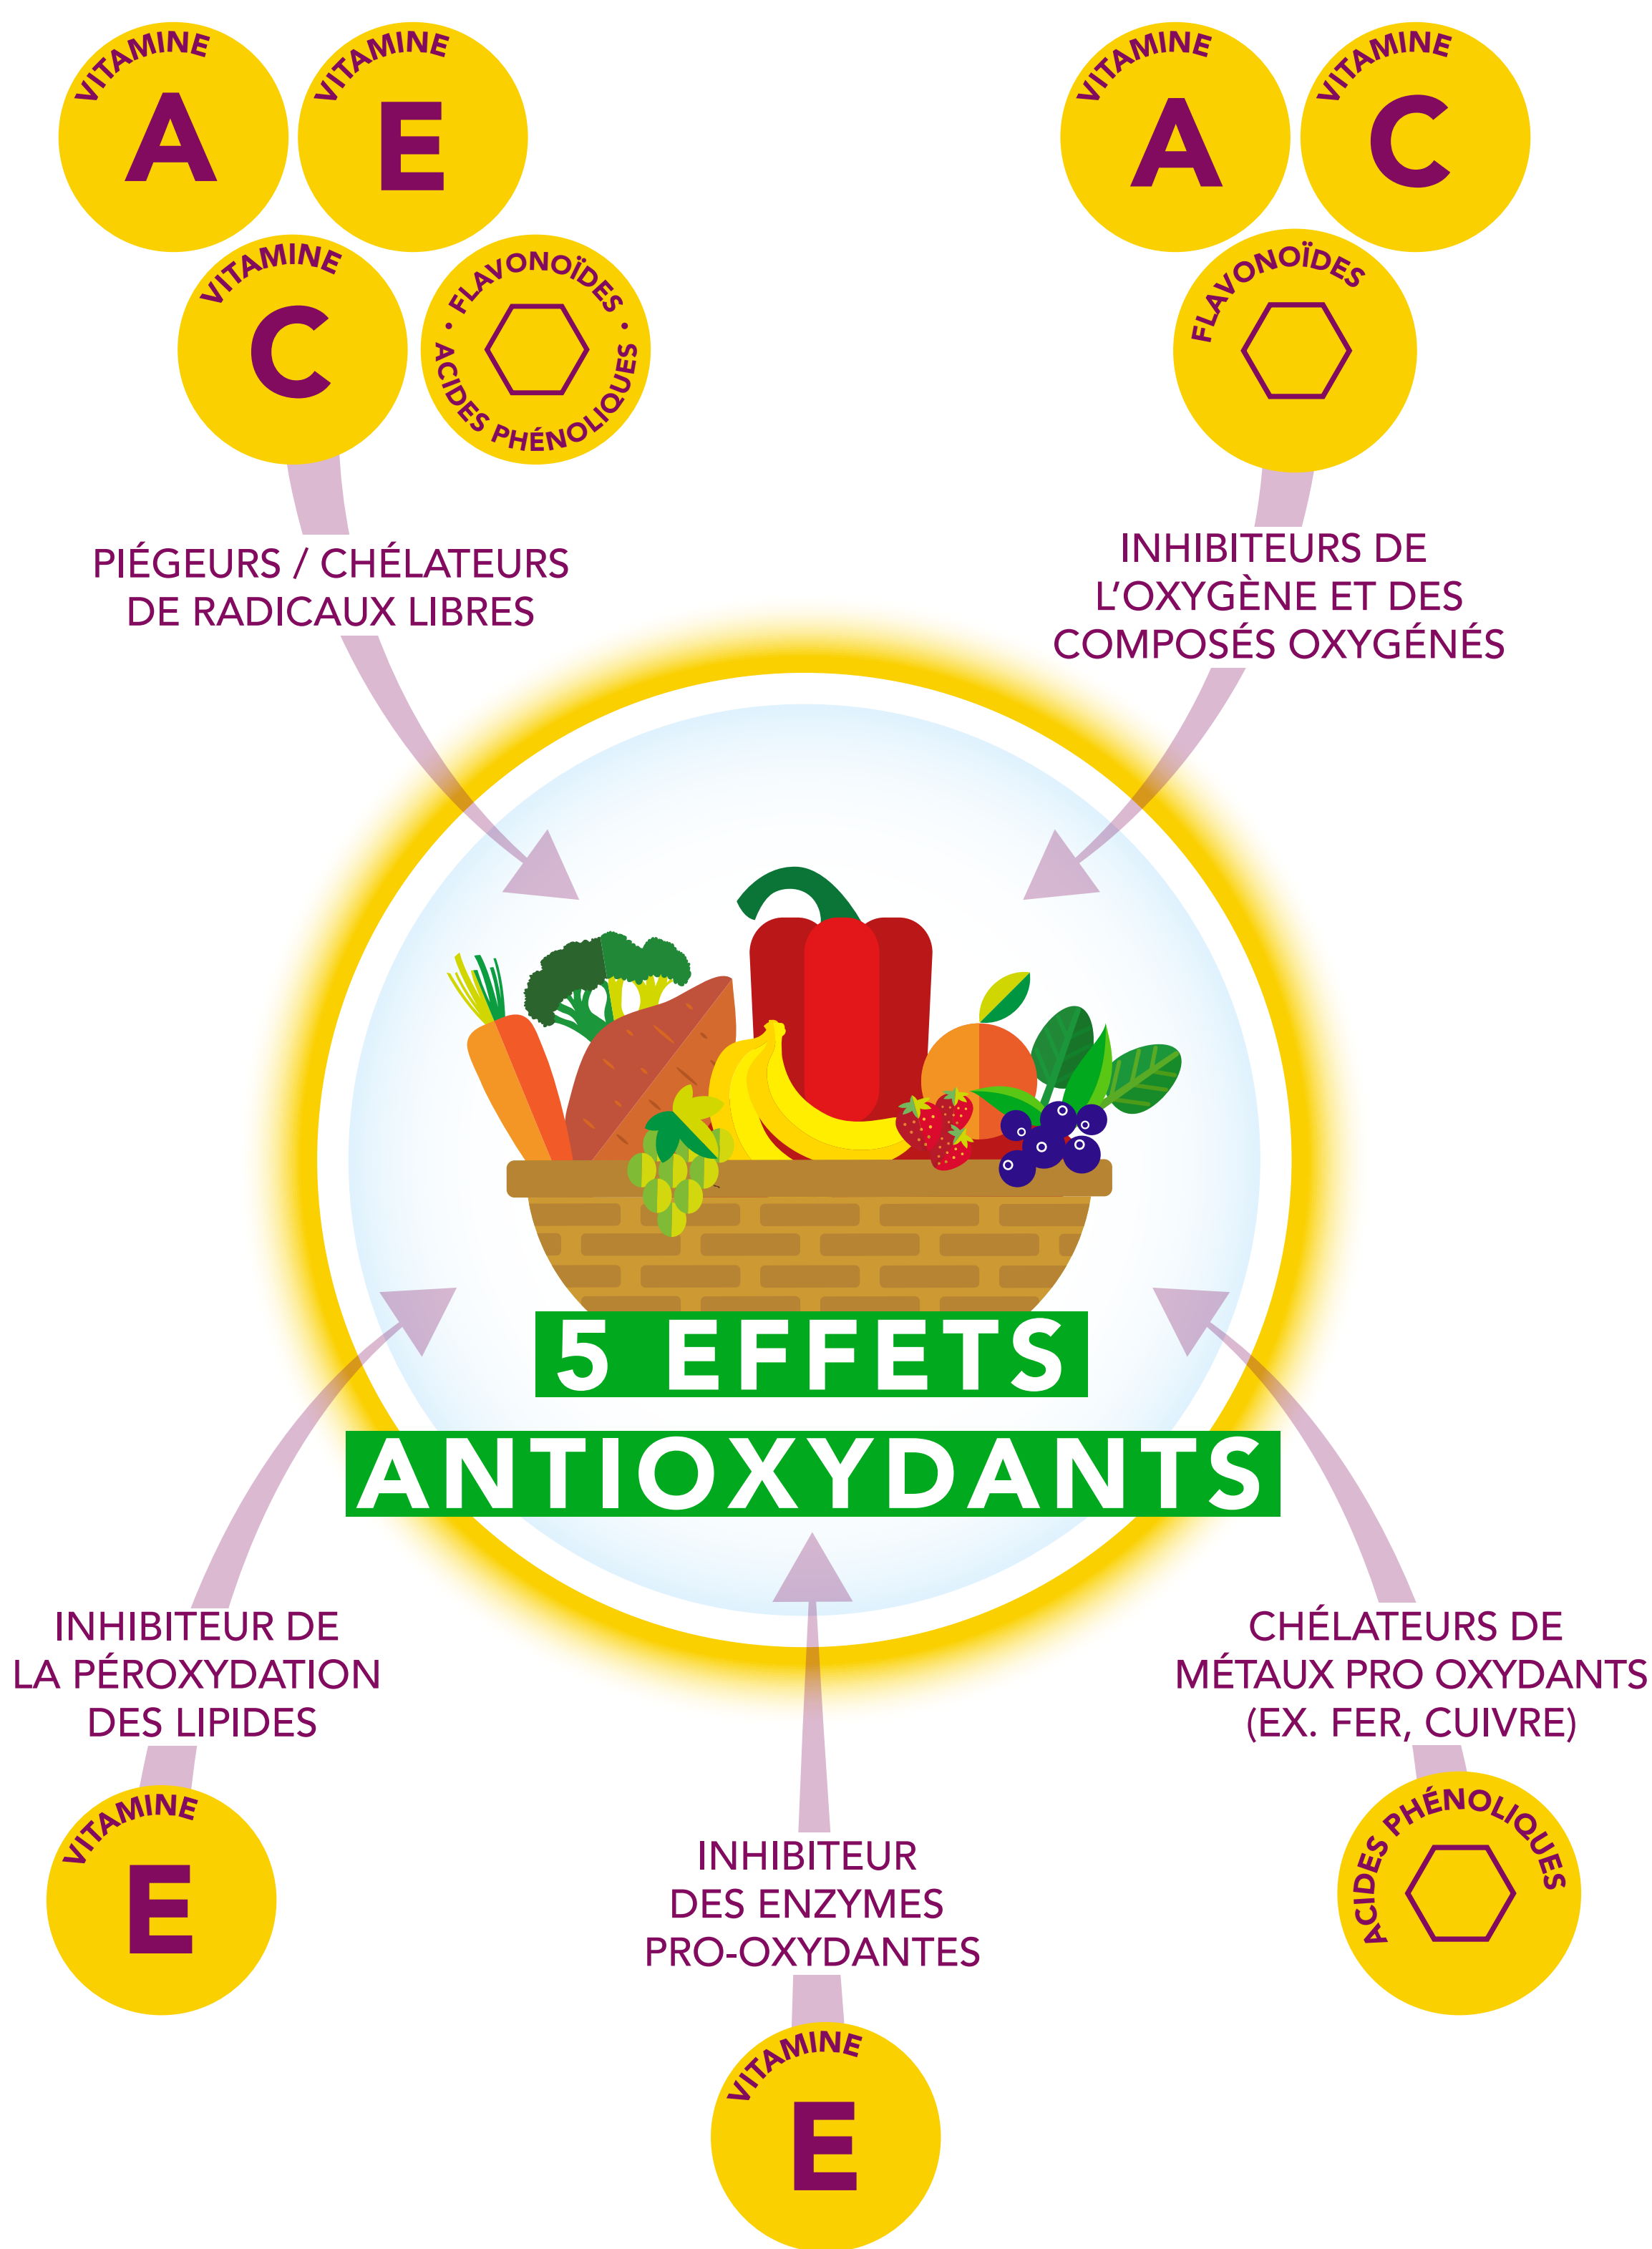 VITAMINE
A
VITAMINE
E
VITAMINE
C
• FLAVONOÏDES •
ACIDES PHÉNOLIQUES
PIÉGEURS / CHÉLATEURS
DE RADICAUX LIBRES
VITAMINE
A
VITAMINE
C
FLAVONOÏDES
INHIBITEURS DE
L’OXYGÈNE ET DES
COMPOSÉS OXYGÉNÉS
5 EFFETS
ANTIOXYDANTS
INHIBITEUR DE
LA PÉROXYDATION
DES LIPIDES
VITAMINE
E
INHIBITEUR
DES ENZYMES
PRO-OXYDANTES
VITAMINE
E
CHÉLATEURS DE
MÉTAUX PRO OXYDANTS
(EX. FER, CUIVRE)
ACIDES PHÉNOLIQUES